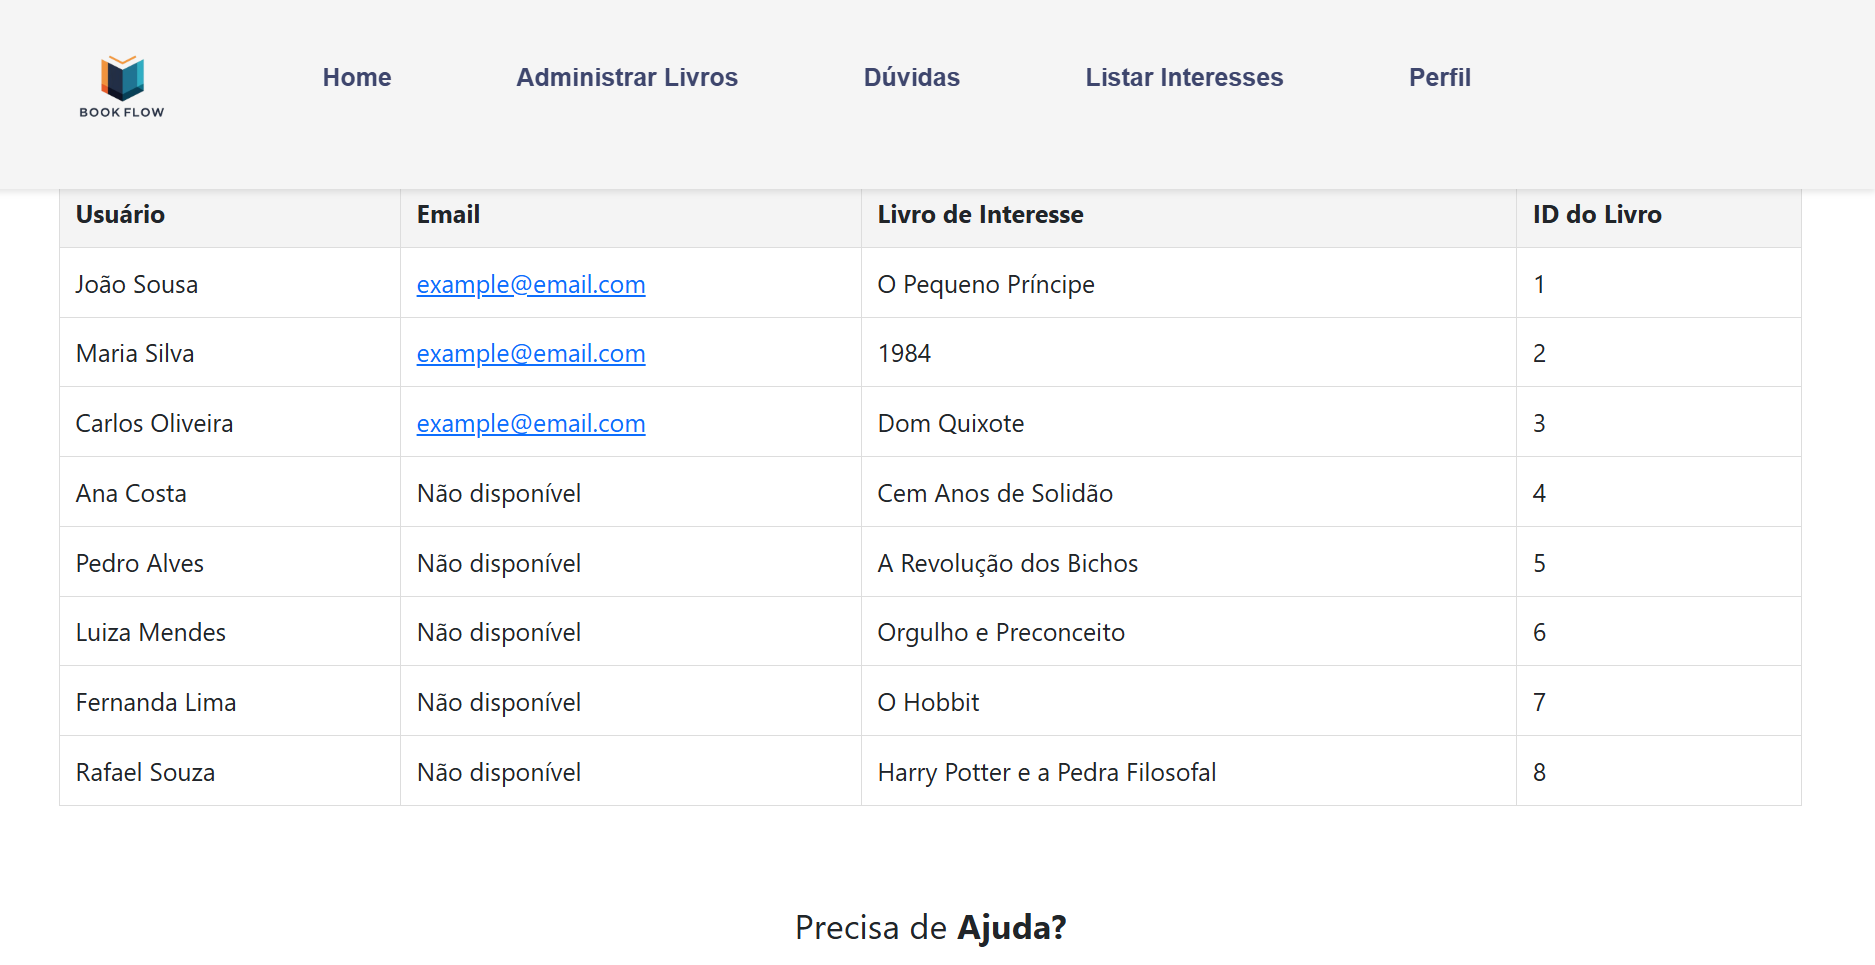 BOOK FLOW
Home Administrar Livros Dúvidas Listar Interesses Perfil
Usuário Email Livro de Interesse ID do Livro
João Sousa example@email.com O Pequeno Príncipe 1
Maria Silva example@email.com 1984 2
Carlos Oliveira example@email.com Dom Quixote 3
Ana Costa Não disponível Cem Anos de Solidão 4
Pedro Alves Não disponível A Revolução dos Bichos 5
Luiza Mendes Não disponível Orgulho e Preconceito 6
Fernanda Lima Não disponível O Hobbit 7
Rafael Souza Não disponível Harry Potter e a Pedra Filosofal 8
Precisa de Ajuda?